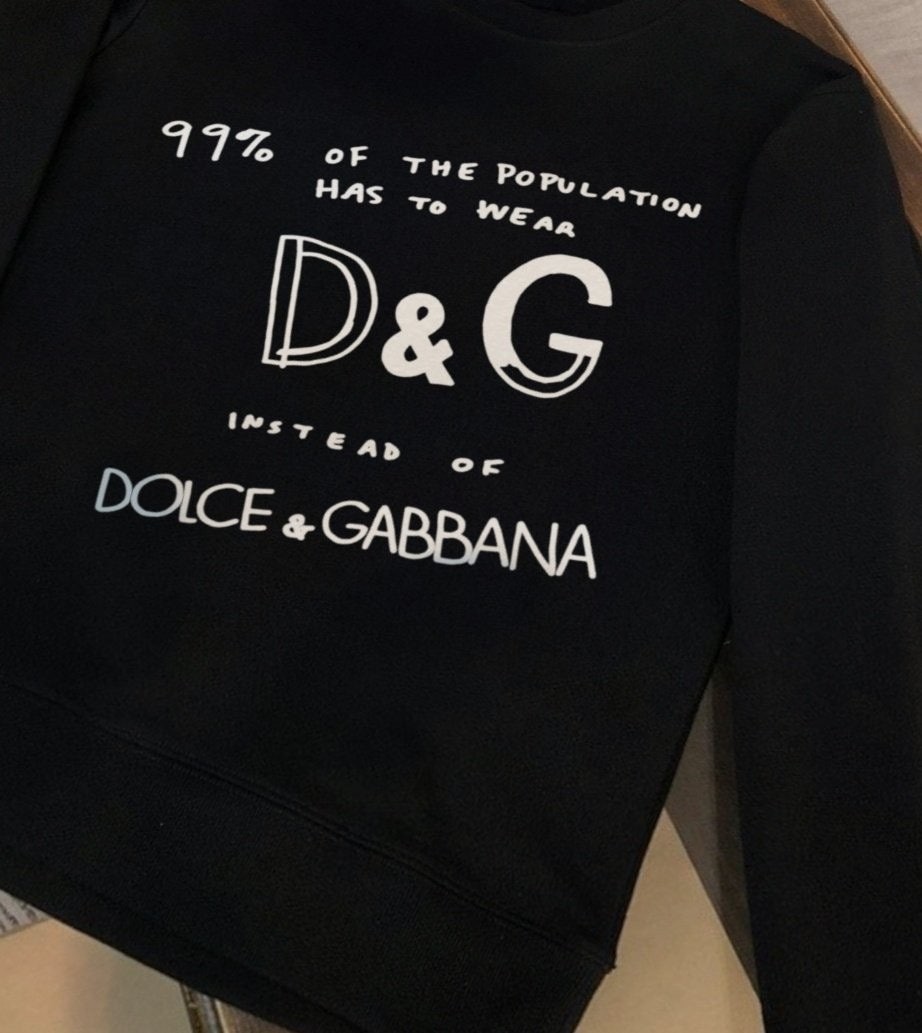 99% OF THE POPULATION
HAS TO WEAR
D&G
INSTEAD OF
DOLCE & GABBANA